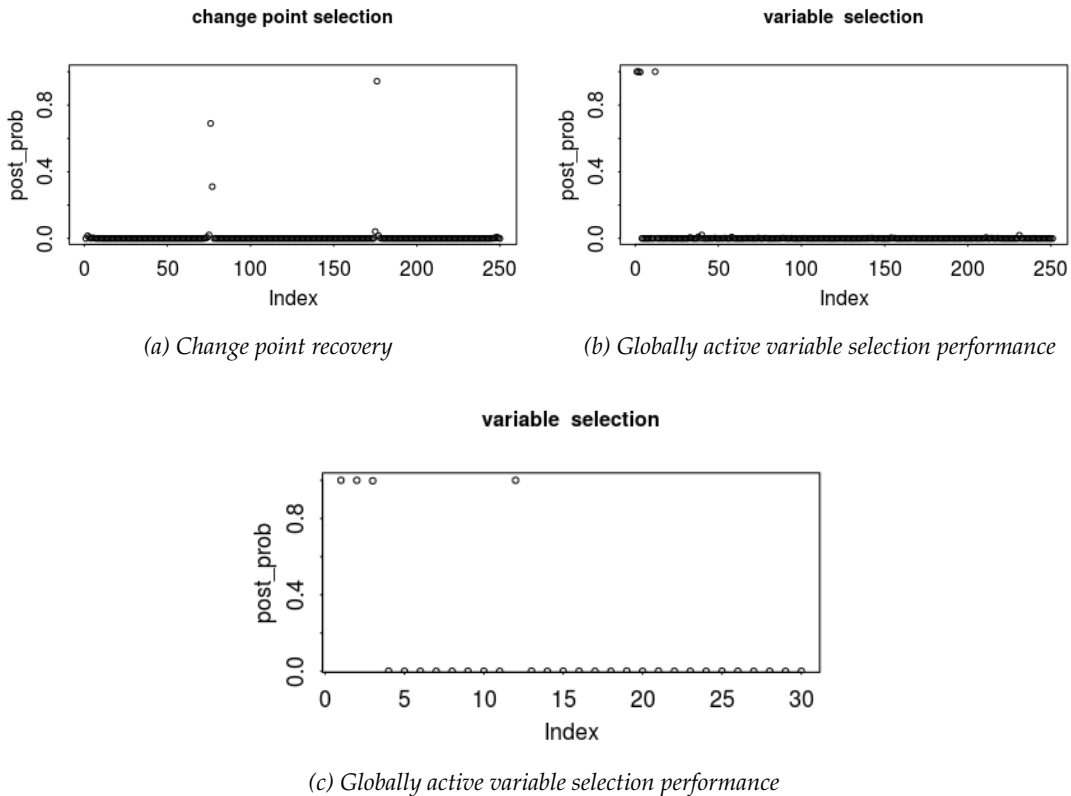 change point selection
variable selection
post_prob
0.0 0.4 0.8
0 50 100 150 200 250
Index
post_prob
0.0 0.4 0.8
0 50 100 150 200 250
Index
(a) Change point recovery
(b) Globally active variable selection performance
variable selection
post_prob
0.0 0.4 0.8
0 5 10 15 20 25 30
Index
(c) Globally active variable selection performance